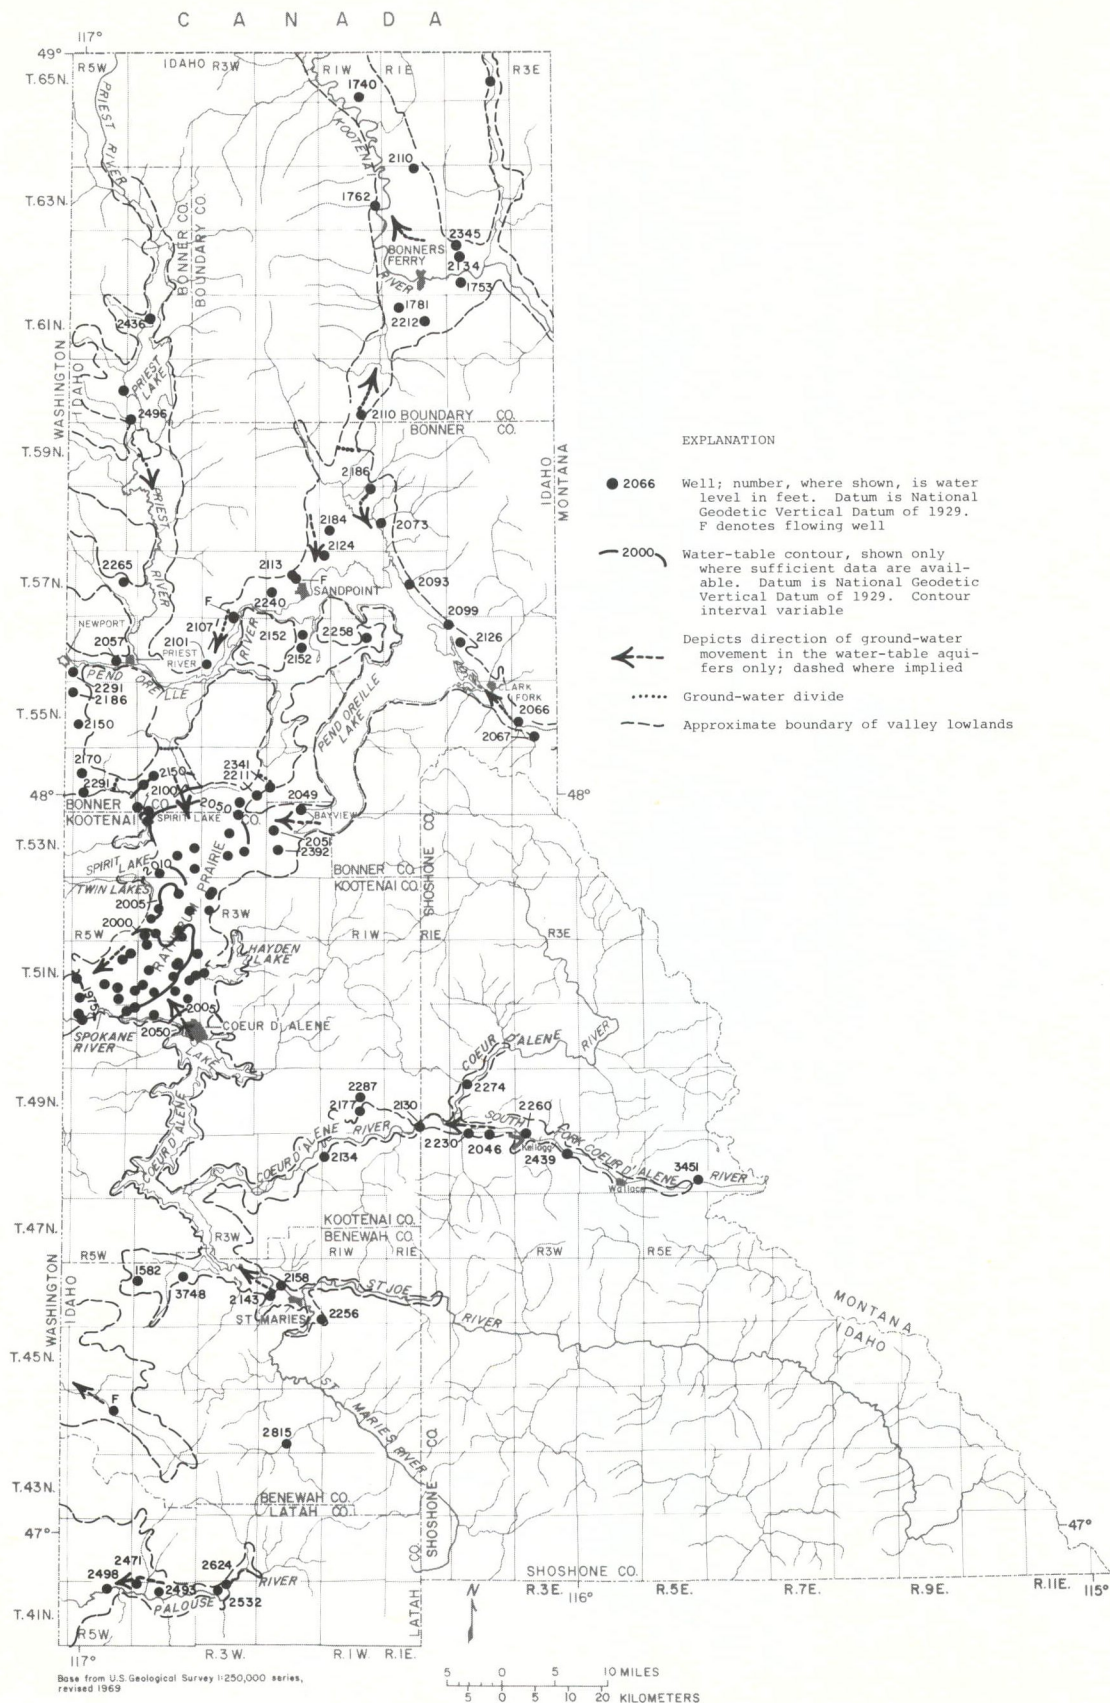 C A N A D A
117°
49°
R5W
IDAHO
R3W
R1W
R1E
R3E
T.65N.
1740
PRIEST RIVER
KOOTENAI
2110
T.63N.
1762
BONNER CO.
BOUNDARY CO.
2345
BONNERS
FERRY
2134
RIVER
1753
1781
2436
2212
T.61N.
WASHINGTON
IDAHO
PRIEST
LAKE
2496
2110
BOUNDARY CO.
BONNER CO.
T.59N.
IDAHO
MONTANA
2186
PRIEST
RIVER
2184
2073
2124
2265
2113
F
T.57N.
SANDPOINT
2093
2240
F
NEWPORT
2107
RIVER
2152
2258
2099
2057
2101
PRIEST
RIVER
2152
2126
PEND OREILLE
2291
2186
CLARK
FORK
PEND OREILLE
LAKE
2066
T.55N.
2150
2067
2170
2150
2341
2211
2291
2100
48°
2049
48°
BONNER CO.
KOOTENAI CO.
2050
SPIRIT LAKE
BAYVIEW
2051
2392
T.53N.
SPIRIT LAKE
2010
BONNER CO.
KOOTENAI CO.
SHOSHONE CO.
TWIN LAKES
RATHDRUM PRAIRIE
2005
R3W
2000
R5W
R1W
R1E
R3E
HAYDEN
LAKE
T.51N.
1975
2005
SPOKANE
RIVER
2050
COEUR D'ALENE
LAKE
COEUR D'ALENE
RIVER
2274
2287
T.49N.
2177
2130
SOUTH
2260
COEUR D'ALENE
COEUR D'ALENE RIVER
2230
2046
Kellogg
FORK COEUR D'ALENE
RIVER
2134
2439
3451
Wallace
T.47N.
KOOTENAI CO.
BENEWAH CO.
R3W
R5W
R1W
R1E
R3W
R5E
1582
2158
3748
2143
ST JOE
RIVER
WASHINGTON
IDAHO
ST. MARIES
2256
MONTANA
IDAHO
T.45N.
F
ST MARIES RIVER
2815
T.43N.
BENEWAH CO.
LATAH CO.
SHOSHONE CO.
47°
47°
2471
2624
2498
RIVER
SHOSHONE CO.
2493
PALOUSE
2532
LATAH CO.
N
R.3E.
116°
R.5E.
R.7E.
R.9E.
R.11E.
115°
T.41N.
R5W
117°
R.3W.
R.1W.
R.1E.
Base from U.S. Geological Survey 1:250,000 series,
revised 1969
5 0 5 10 MILES
5 0 5 10 20 KILOMETERS
EXPLANATION
2066 Well; number, where shown, is water
level in feet. Datum is National
Geodetic Vertical Datum of 1929.
F denotes flowing well
2000 Water-table contour, shown only
where sufficient data are avail-
able. Datum is National Geodetic
Vertical Datum of 1929. Contour
interval variable
Depicts direction of ground-water
movement in the water-table aqui-
fers only; dashed where implied
Ground-water divide
Approximate boundary of valley lowlands